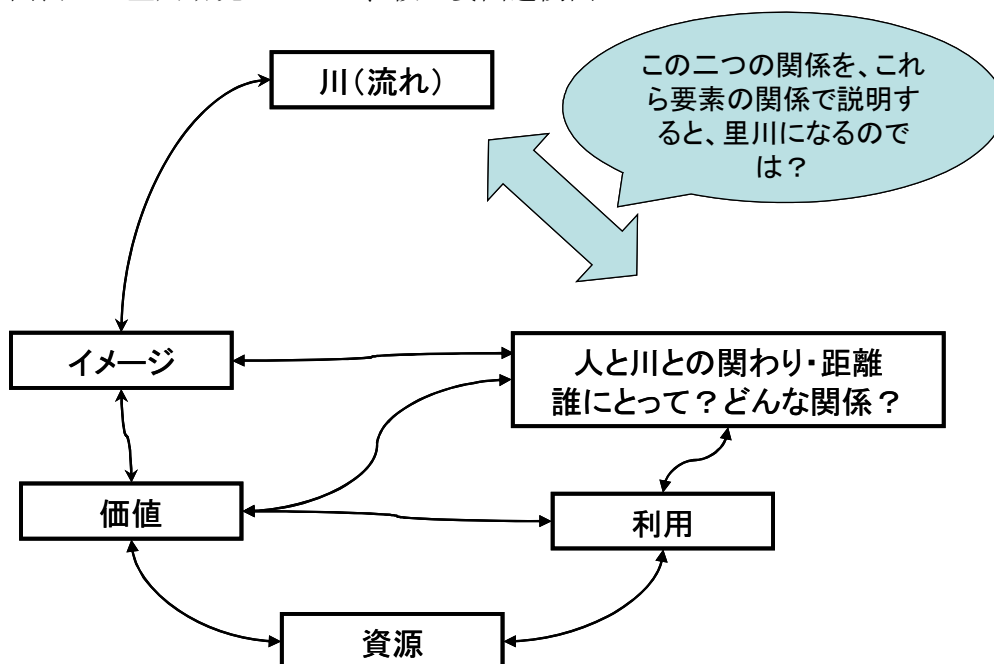 川(流れ)
この二つの関係を、これ
ら要素の関係で説明す
ると、里川になるので
は?
イメージ
人と川との関わり・距離
誰にとって?どんな関係?
価値
利用
資源